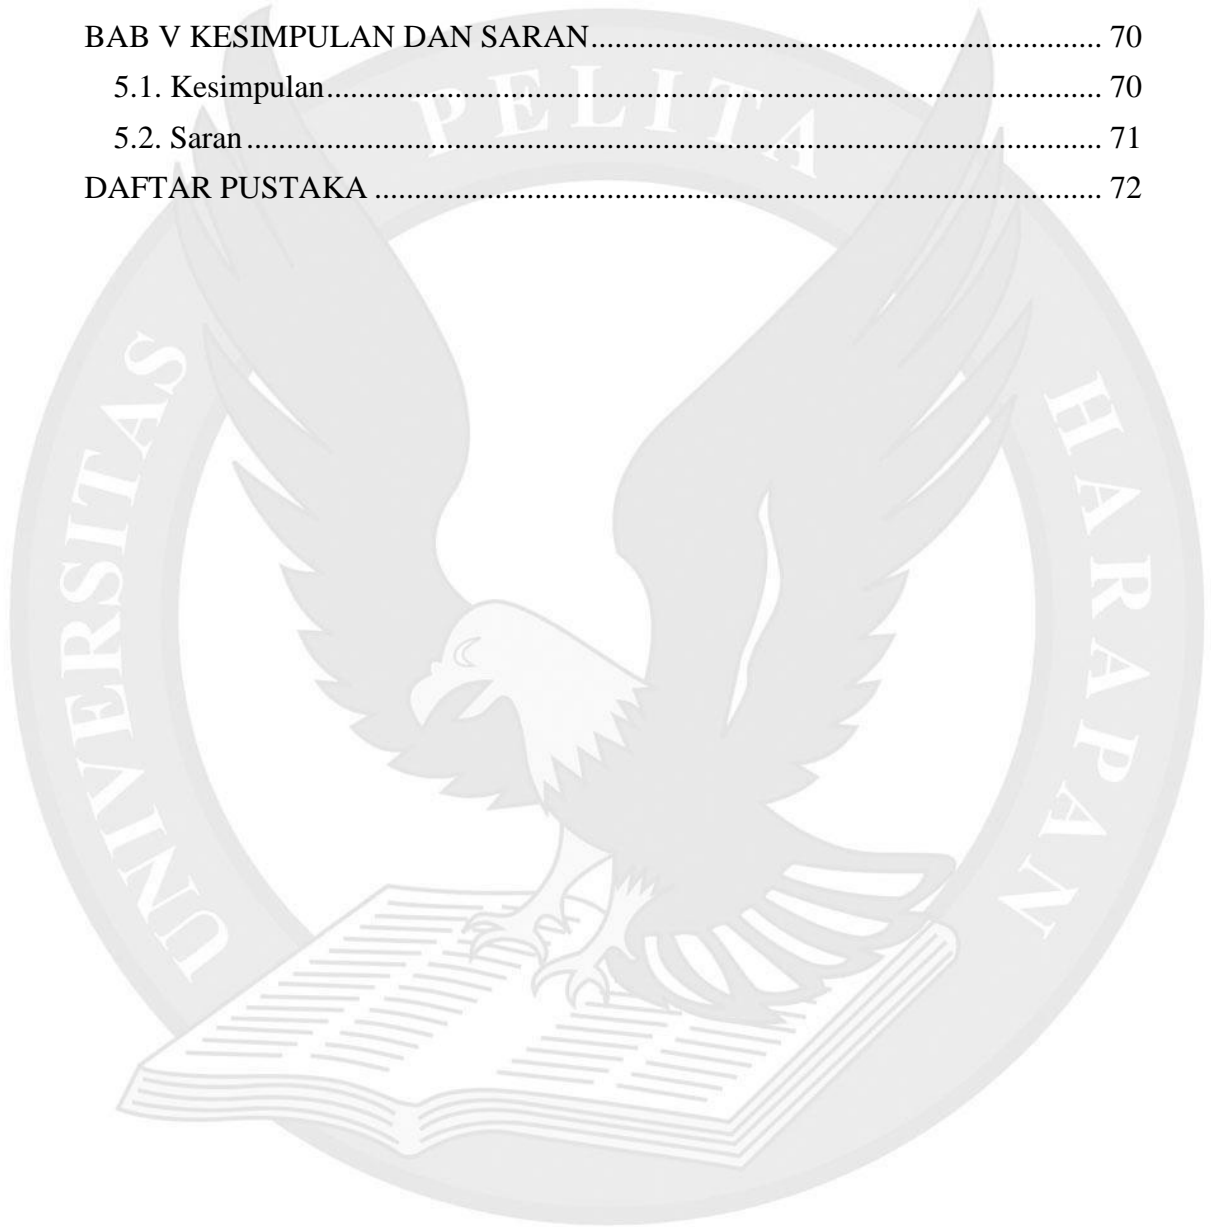 BAB V KESIMPULAN DAN SARAN................................................................ 70
5.1. Kesimpulan................................................................................................. 70
5.2. Saran........................................................................................................... 71
DAFTAR PUSTAKA ........................................................................................... 72
UNIVERSITAS PELITA HARAPAN